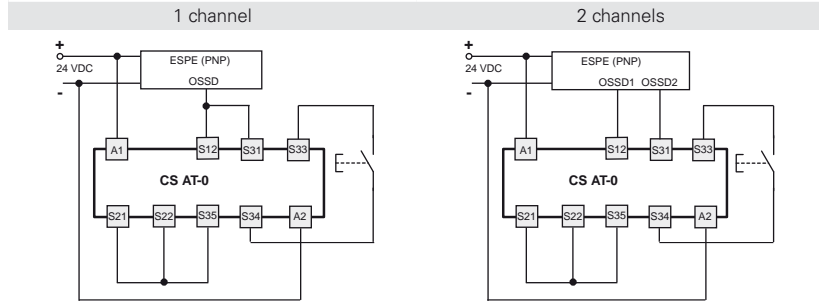 1 channel
2 channels
+
24 VDC
-
ESPE (PNP)
OSSD
A1
S12
S31
S33
CS AT-0
S21
S22
S35
S34
A2
+
24 VDC
-
ESPE (PNP)
OSSD1 OSSD2
A1
S12
S31
S33
CS AT-0
S21
S22
S35
S34
A2